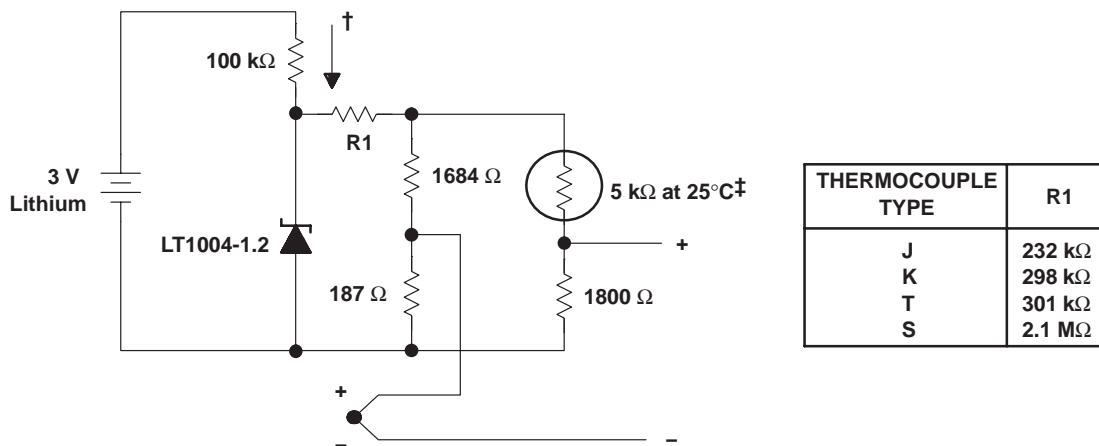 †
100 kΩ
R1
3 V
Lithium
1684 Ω
5 kΩ at 25°C‡
LT1004-1.2
+
187 Ω
1800 Ω
+
−
−
THERMOCOUPLE
TYPE
R1
J
232 kΩ
K
298 kΩ
T
301 kΩ
S
2.1 MΩ